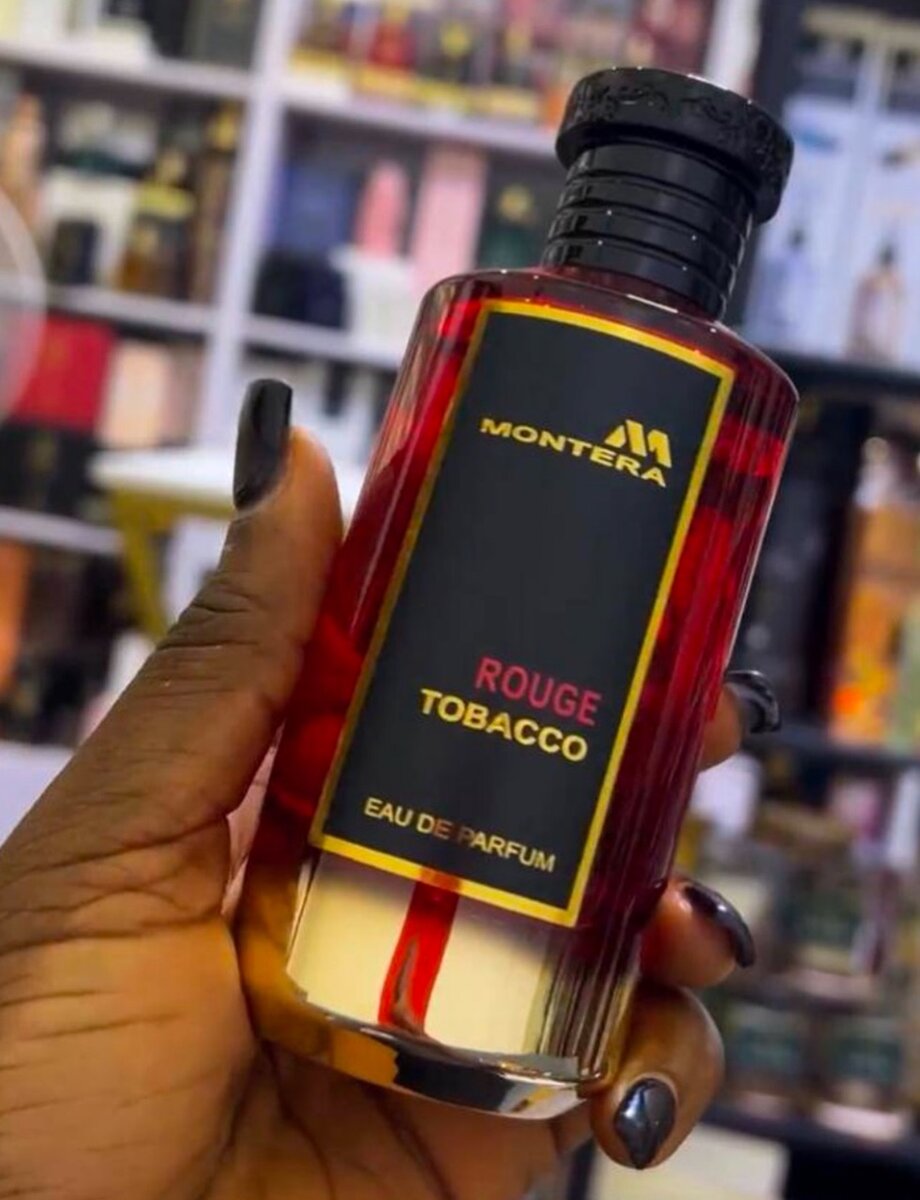 MONTERA
ROUGE
TOBACCO
EAU DE PARFUM